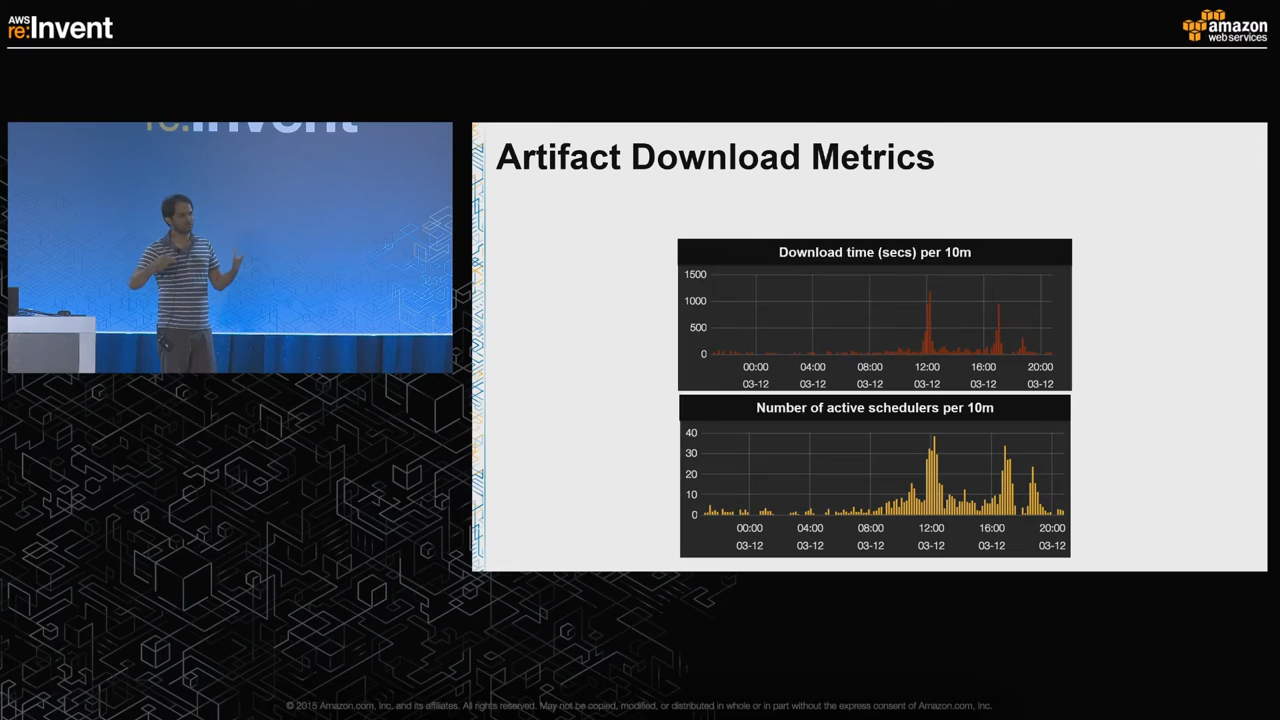 AWS
re:Invent
amazon
web services
re:Invent
Artifact Download Metrics
Download time (secs) per 10m
1500
1000
500
0
00:00 04:00 08:00 12:00 16:00 20:00
03-12 03-12 03-12 03-12 03-12 03-12
Number of active schedulers per 10m
40
30
20
10
0
00:00 04:00 08:00 12:00 16:00 20:00
03-12 03-12 03-12 03-12 03-12 03-12
© 2015 Amazon.com, Inc. and its affiliates. All rights reserved. May not be copied, modified, or distributed in whole or in part without the express consent of Amazon.com, Inc.